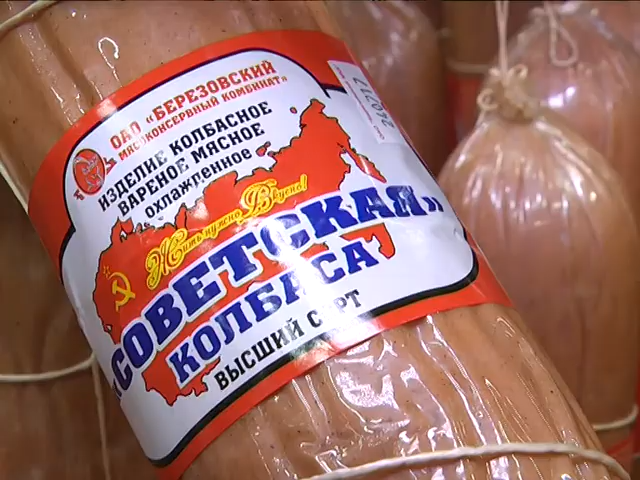 ОАО «БЕРЕЗОВСКИЙ
МЯСОКОНСЕРВНЫЙ КОМБИНАТ»
ИЗДЕЛИЕ КОЛБАСНОЕ
ВАРЕНОЕ МЯСНОЕ
охлажденное
Жить нужно Вкусно!
«СОВЕТСКАЯ»
КОЛБАСА
ВЫСШИЙ СОРТ